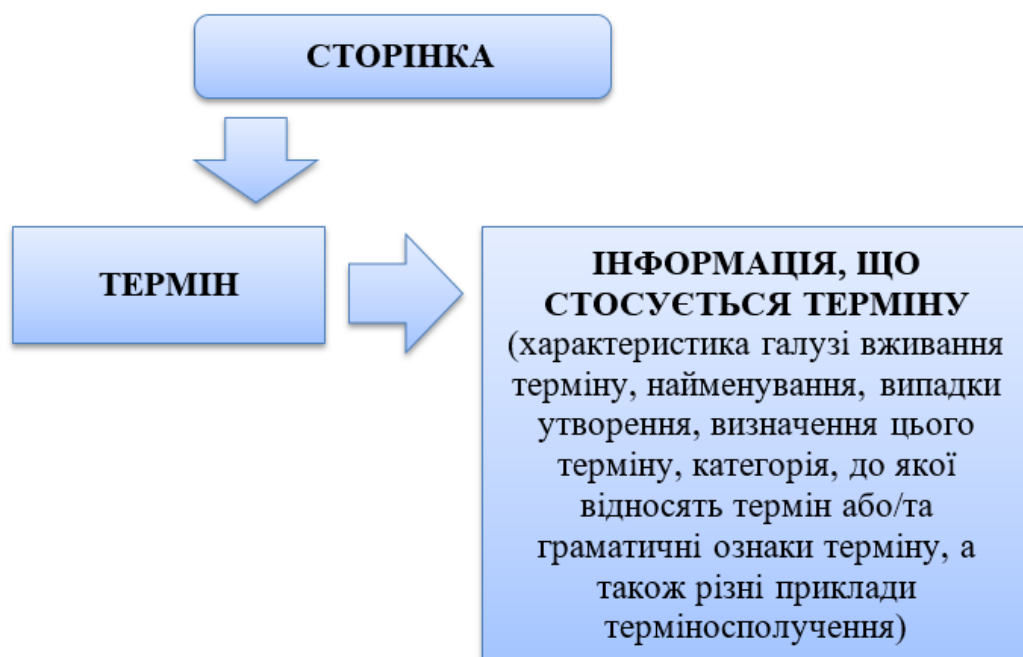 СТОРІНКА
ТЕРМІН
ІНФОРМАЦІЯ, ЩО
СТОСУЄТЬСЯ ТЕРМІНУ
(характеристика галузі вживання
терміну, найменування, випадки
утворення, визначення цього
терміну, категорія, до якої
відносять термін або/та
граматичні ознаки терміну, а
також різні приклади
терміносполучення)